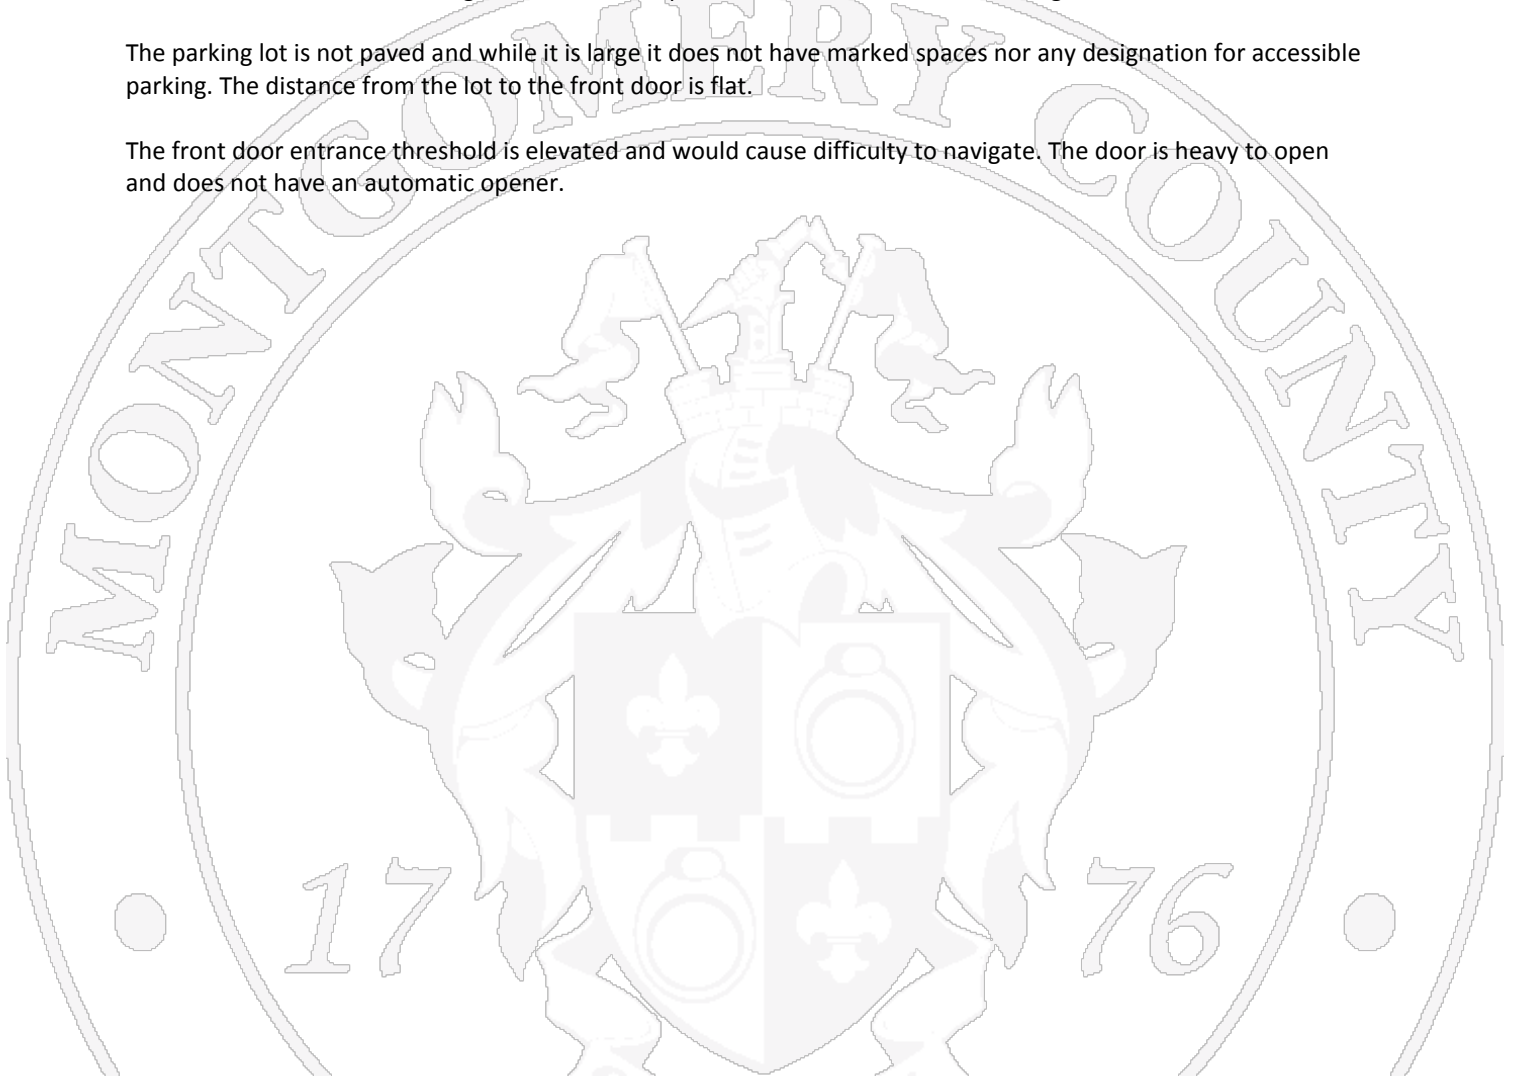 The parking lot is not paved and while it is large it does not have marked spaces nor any designation for accessible
parking. The distance from the lot to the front door is flat.
The front door entrance threshold is elevated and would cause difficulty to navigate. The door is heavy to open
and does not have an automatic opener.
MONTGOMERY COUNTY
17 76